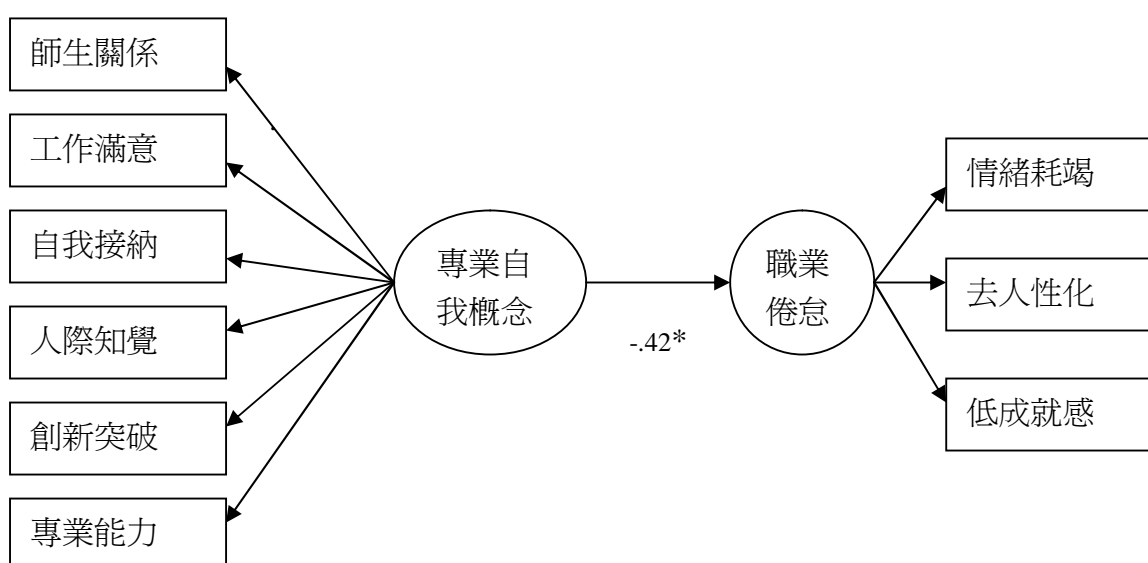 師生關係
工作滿意
自我接納
人際知覺
創新突破
專業能力
專業自
我概念
-.42*
職業
倦怠
情緒耗竭
去人性化
低成就感